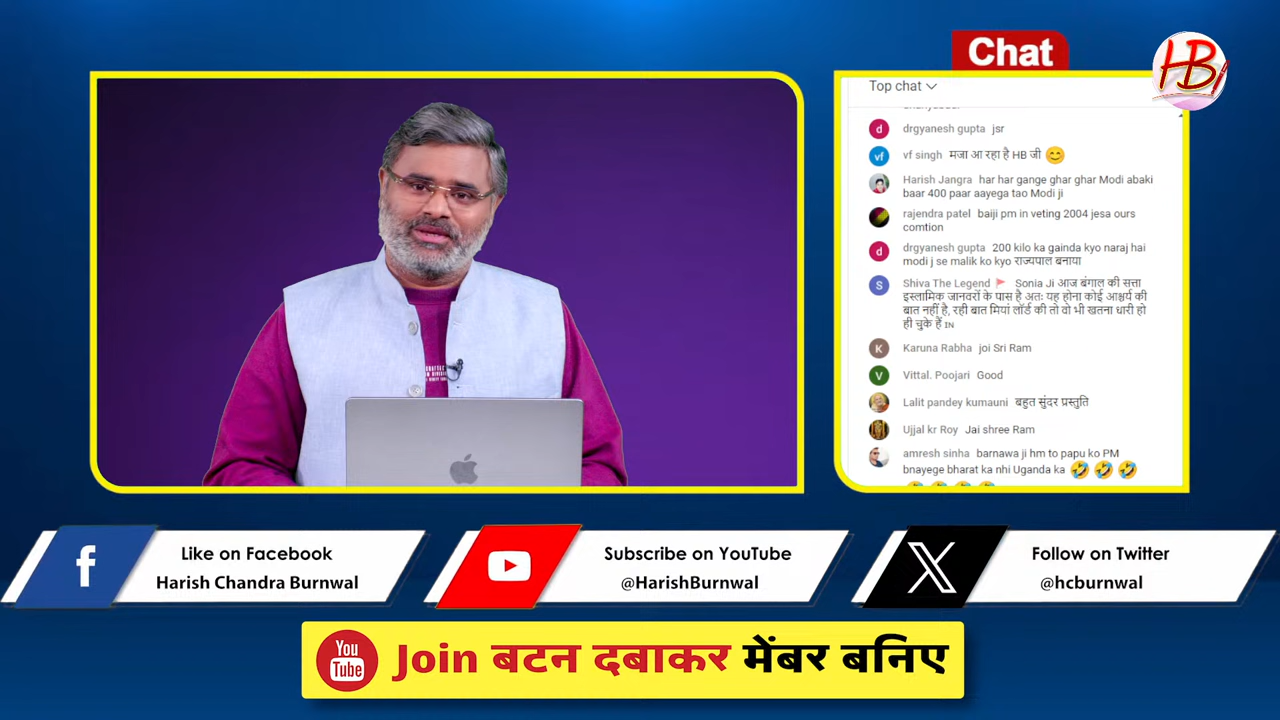 Chat
HB
Top chat
drgyanesh gupta jsr
vf singh मजा आ रहा है HB जी
Harish Jangra har har gange ghar ghar Modi abaki
baar 400 paar aayega tao Modi ji
rajendra patel baiji pm in veting 2004 jesa ours
comtion
drgyanesh gupta 200 kilo ka gainda kyo naraj hai
modi j se malik ko kyo राज्यपाल बनाया
Shiva The Legend Sonia Ji आज बंगाल की सत्ता
इस्लामिक जानवरों के पास है अतः यह होना कोई आश्चर्य की
बात नहीं है, रही बात मियां लॉर्ड की तो वो भी खतना धारी हो
ही चुके हैं IN
Karuna Rabha joi Sri Ram
Vittal. Poojari Good
Lalit pandey kumauni बहुत सुंदर प्रस्तुति
Ujjal kr Roy Jai shree Ram
amresh sinha barnawa ji hm to papu ko PM
bnayege bharat ka nhi Uganda ka
Like on Facebook
Harish Chandra Burnwal
Subscribe on YouTube
@HarishBurnwal
Follow on Twitter
@hcburnwal
You
Tube
Join बटन दबाकर मेंबर बनिए